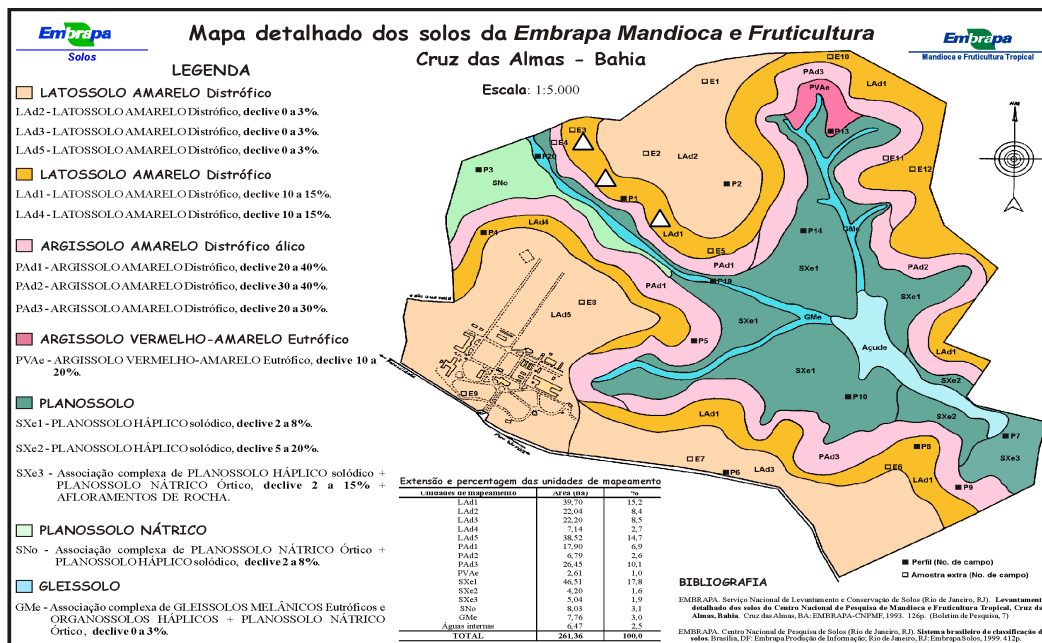 Embrapa
Solos
Mapa detalhado dos solos da Embrapa Mandioca e Fruticultura
Cruz das Almas - Bahia
Escala: 1:5.000
Embrapa
Mandioca e Fruticultura Tropical
LEGENDA
LATOSSOLO AMARELO Distrófico
LAd2 - LATOSSOLO AMARELO Distrófico, declive 0 a 3%.
LAd3 - LATOSSOLO AMARELO Distrófico, declive 0 a 3%.
LAd5 - LATOSSOLO AMARELO Distrófico, declive 0 a 3%.
LATOSSOLO AMARELO Distrófico
LAd1 - LATOSSOLO AMARELO Distrófico, declive 10 a 15%.
LAd4 - LATOSSOLO AMARELO Distrófico, declive 10 a 15%.
ARGISSOLO AMARELO Distrófico álico
PAd1 - ARGISSOLO AMARELO Distrófico, declive 20 a 40%.
PAd2 - ARGISSOLO AMARELO Distrófico, declive 30 a 40%.
PAd3 - ARGISSOLO AMARELO Distrófico, declive 20 a 30%.
ARGISSOLO VERMELHO-AMARELO Eutrófico
PVAe - ARGISSOLO VERMELHO-AMARELO Eutrófico, declive 10 a
20%.
PLANOSSOLO
SXe1 - PLANOSSOLO HÁPLICO solódico, declive 2 a 8%.
SXe2 - PLANOSSOLO HÁPLICO solódico, declive 5 a 20%.
SXe3 - Associação complexa de PLANOSSOLO HÁPLICO solódico +
PLANOSSOLO NÁTRICO Órtico, declive 2 a 15% +
AFLORAMENTOS DE ROCHA.
PLANOSSOLO NÁTRICO
SNo - Associação complexa de PLANOSSOLO NÁTRICO Órtico +
PLANOSSOLO HÁPLICO solódico, declive 2 a 8%.
GLEISSOLO
GMe - Associação complexa de GLEISSOLOS MELÂNICOS Eutróficos e
ORGANOSSOLOS HÁPLICOS + PLANOSSOLO NÁTRICO
Órtico, declive 0 a 3%.
E10
PAd3
LAd1
E1
PVAe
E3
P13
E4
P20
E2
LAd2
E11
E12
P3
SNo
P2
P1
LAd4
P4
LAd1
P14
GMe
E5
PAd1
PAd2
P19
PAd1
SXe1
E8
LAd5
SXe1
GMe
P5
Açude
LAd1
SXe1
SXe2
E9
P10
LAd1
SXe2
P7
P8
SXe3
PAd3
E7
P6
LAd3
E6
LAd1
P9
Extensão e percentagem das unidades de mapeamento
Unidades de mapeamento Área (ha) %
LAd1 39,70 15,2
LAd2 22,04 8,4
LAd3 22,20 8,5
LAd4 7,14 2,7
LAd5 38,52 14,7
PAd1 17,90 6,9
PAd2 6,79 2,6
PAd3 26,45 10,1
PVAe 2,61 1,0
SXe1 46,51 17,8
SXe2 4,20 1,6
SXe3 5,04 1,9
SNo 8,03 3,1
GMe 7,76 3,0
Águas internas 6,47 2,5
TOTAL 261,36 100,0
Perfil (No. de campo)
Amostra extra (No. de campo)
BIBLIOGRAFIA
EMBRAPA. Serviço Nacional de Levantamento e Conservação de Solos (Rio de Janeiro, RJ). Levantamento
detalhado dos solos do Centro Nacional de Pesquisa de Mandioca e Fruticultura Tropical, Cruz das
Almas, Bahia. Cruz das Almas, BA: EMBRAPA-CNPMF, 1993. 126p. (Boletim de Pesquisa, 7)
EMBRAPA. Centro Nacional de Pesquisa de Solos (Rio de Janeiro, RJ). Sistema brasileiro de classificação de
solos. Brasília, DF: Embrapa Produção de Informação; Rio de Janeiro, RJ: Embrapa Solos, 1999. 412p.